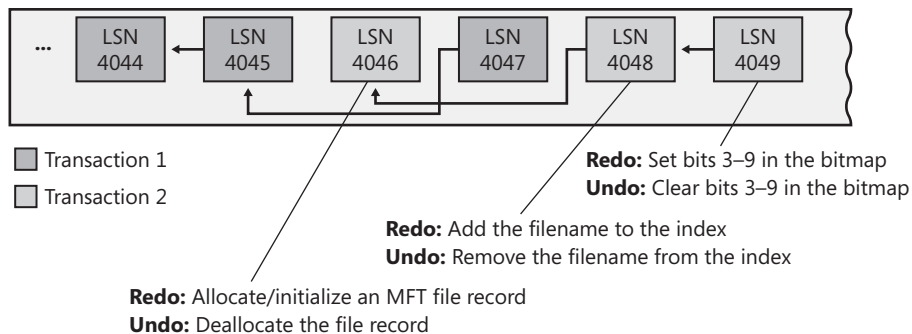 ...
LSN
4044
LSN
4045
LSN
4046
LSN
4047
LSN
4048
LSN
4049
Transaction 1
Transaction 2
Redo: Set bits 3–9 in the bitmap
Undo: Clear bits 3–9 in the bitmap
Redo: Add the filename to the index
Undo: Remove the filename from the index
Redo: Allocate/initialize an MFT file record
Undo: Deallocate the file record